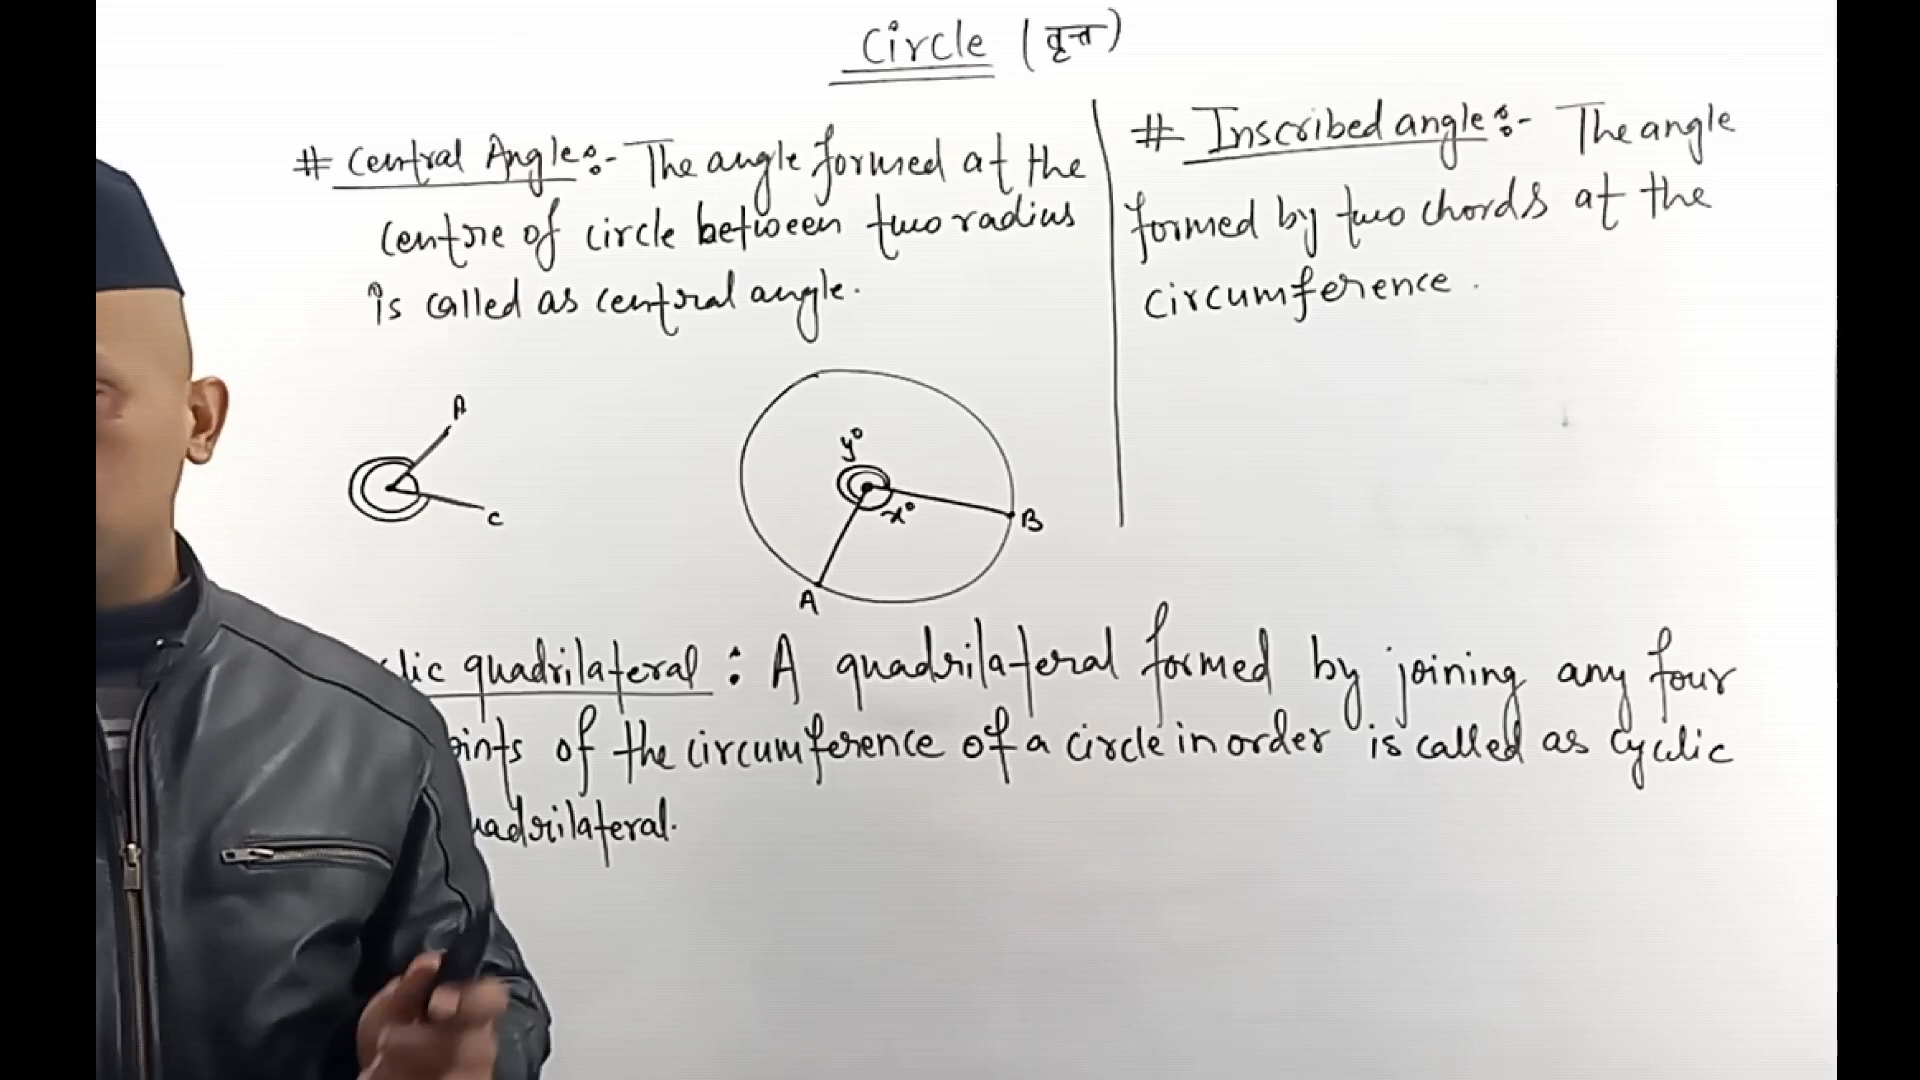 Circle (वृत्त)
# Central Angle:- The angle formed at the
centre of circle between two radius
is called as central angle.
# Inscribed angle:- The angle
formed by two chords at the
circumference.
A
C
y°
x°
B
A
lic quadrilateral : A quadrilateral formed by joining any four
oints of the circumference of a circle in order is called as cyclic
uadrilateral.